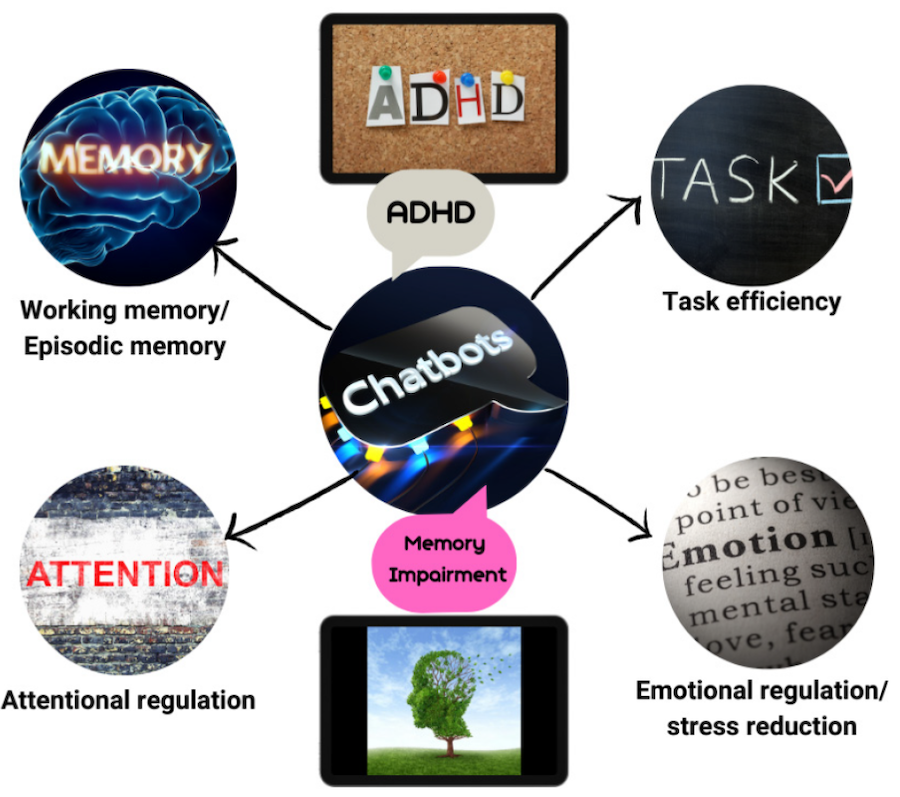 ADHD
MEMORY
TASK
ADHD
Working memory/
Episodic memory
Task efficiency
Chatbots
ATTENTION
Memory
Impairment
o be best
point of vie
Emotion [
feeling suc
mental sta
ove, fear
Attentional regulation
Emotional regulation/
stress reduction